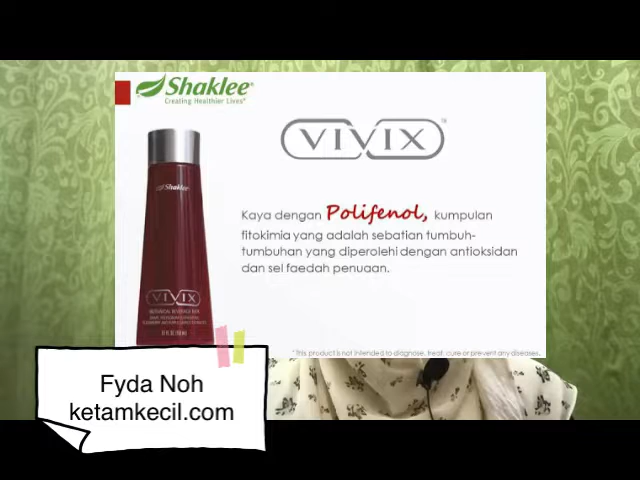 Shaklee
Creating Healthier Lives®
VIVIX™
Kaya dengan Polifenol, kumpulan
fitokimia yang adalah sebatian tumbuh-
tumbuhan yang diperolehi dengan antioksidan
dan sel faedah penuaan.
Shaklee
VIVIX
*This product is not intended to diagnose, treat, cure or prevent any diseases.
Fyda Noh
ketamkecil.com